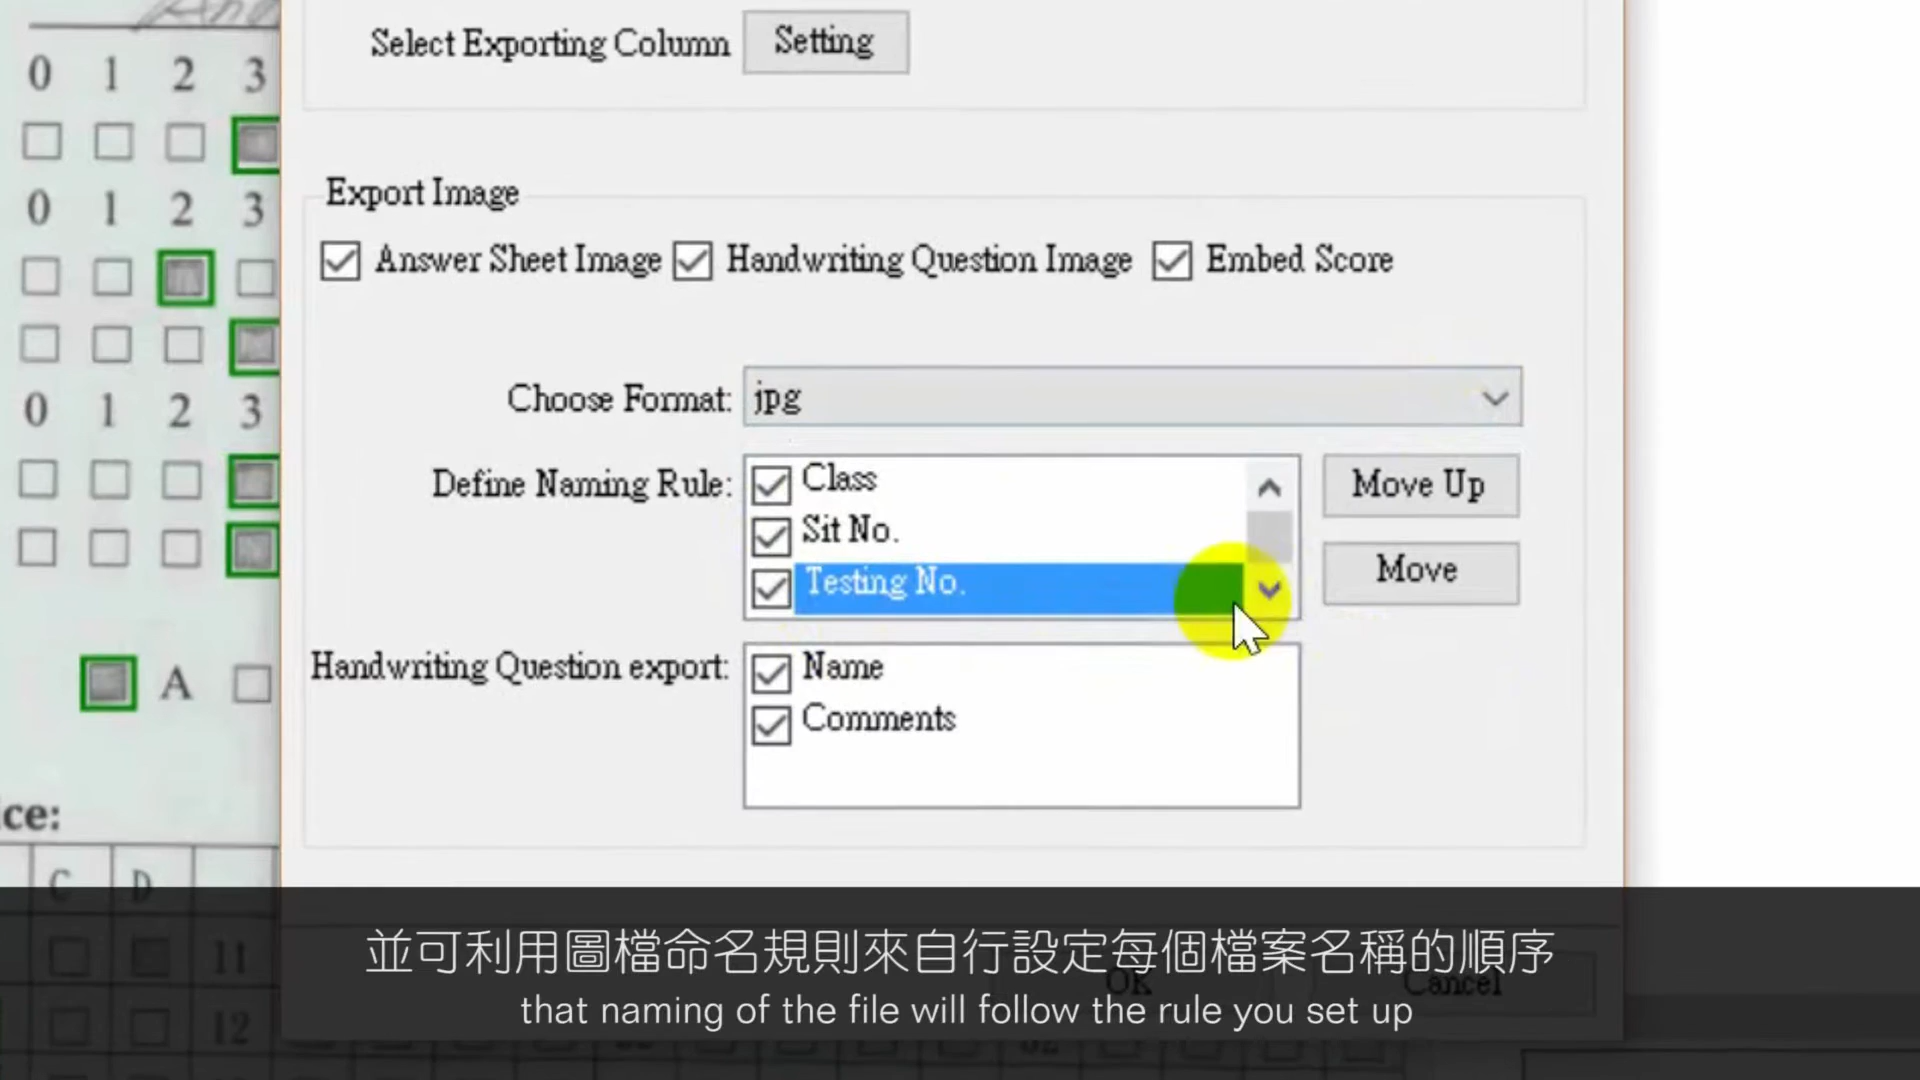 Select Exporting Column Setting
0 1 2 3
0 1 2 3
Export Image
Answer Sheet Image Handwriting Question Image Embed Score
Choose Format: jpg
0 1 2 3
Define Naming Rule: Class Move Up
Sit No.
Testing No. Move
Handwriting Question export: Name
A
Comments
ce:
C D
11
並可利用圖檔命名規則來自行設定每個檔案名稱的順序
OK Cancel
that naming of the file will follow the rule you set up
12